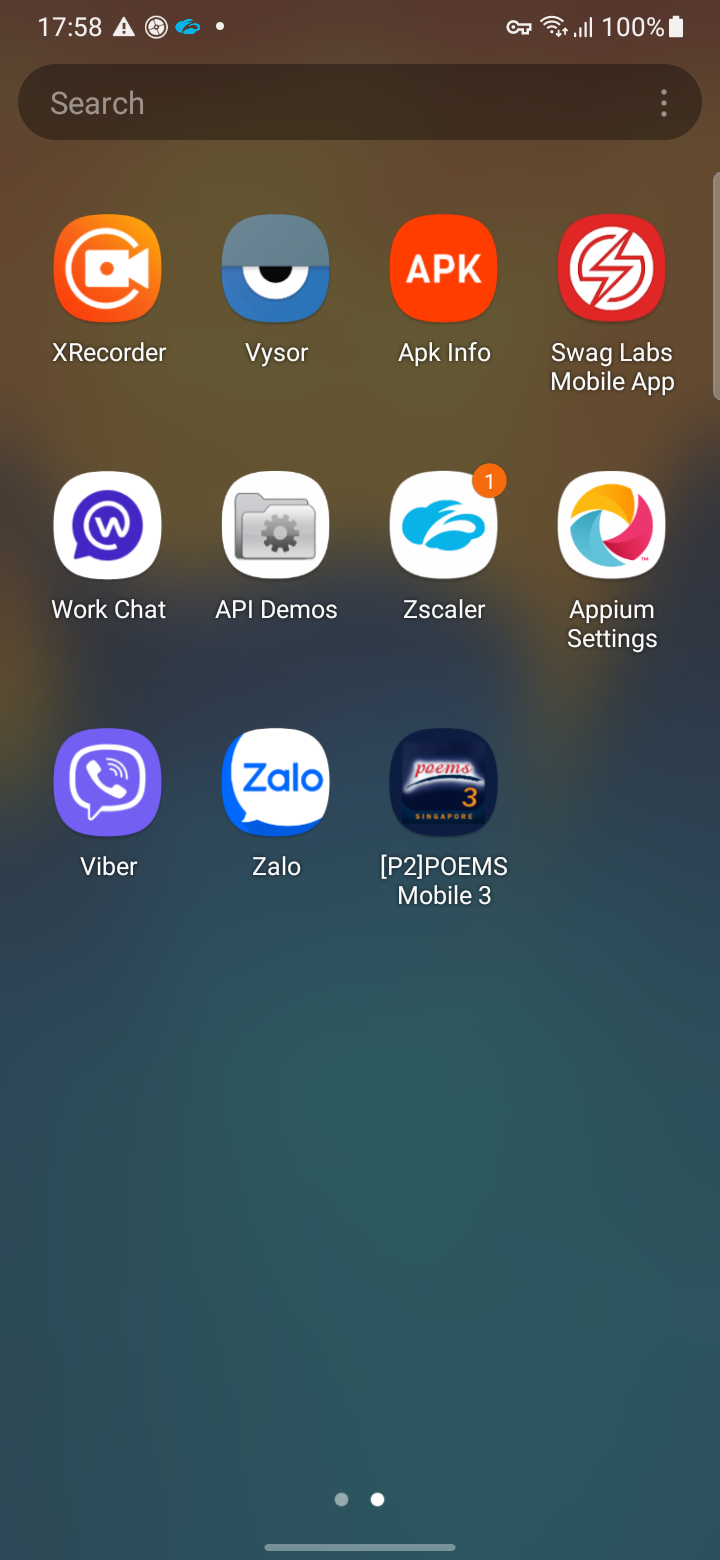 17:58
100%
Search
APK
XRecorder
Vysor
Apk Info
Swag Labs
Mobile App
W
1
Work Chat
API Demos
Zscaler
Appium
Settings
TM
Zalo
poems
3
SINGAPORE
Viber
Zalo
[P2]POEMS
Mobile 3